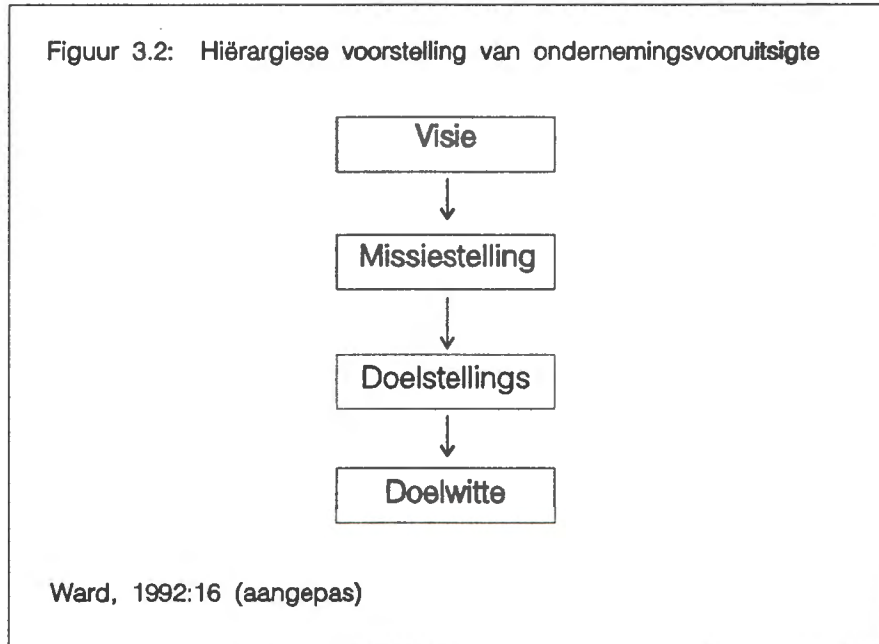 Figuur 3.2: Hiërargiese voorstelling van ondernemingsvooruitsigte
Visie
Missiestelling
Doelstellings
Doelwitte
Ward, 1992:16 (aangepas)